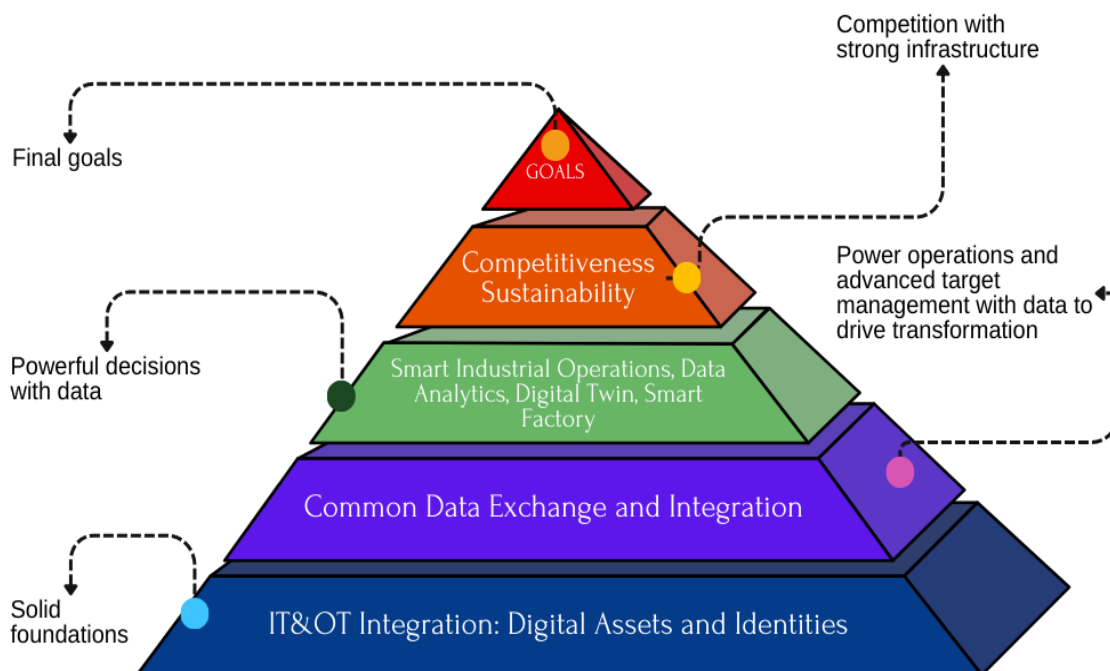 Competition with
strong infrastructure
Final goals
GOALS
Competitiveness
Sustainability
Power operations and
advanced target
management with data to
drive transformation
Powerful decisions
with data
Smart Industrial Operations, Data
Analytics, Digital Twin, Smart
Factory
Common Data Exchange and Integration
Solid
foundations
IT&OT Integration: Digital Assets and Identities